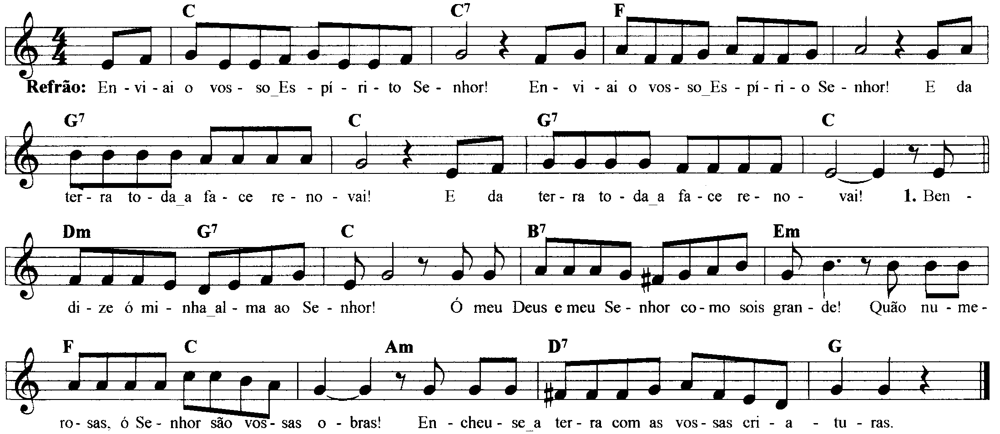 C C7 F
4 4
Refrão: En - vi - ai o vos - so_Es - pí - ri - to Se - nhor! En - vi - ai o vos - so_Es - pí - ri - o Se - nhor! E da
G7 C G7 C
ter - ra to - da_a fa - ce re - no - vai! E da ter - ra to - da_a fa - ce re - no - vai! 1. Ben -
Dm G7 C B7 Em
di - ze ó mi - nha_al - ma ao Se - nhor! Ó meu Deus e meu Se - nhor co - mo sois gran - de! Quão nu - me -
F C Am D7 G
ro - sas, ó Se - nhor são vos - sas o - bras! En - cheu - se_a ter - ra com as vos - sas cri - a - tu - ras.